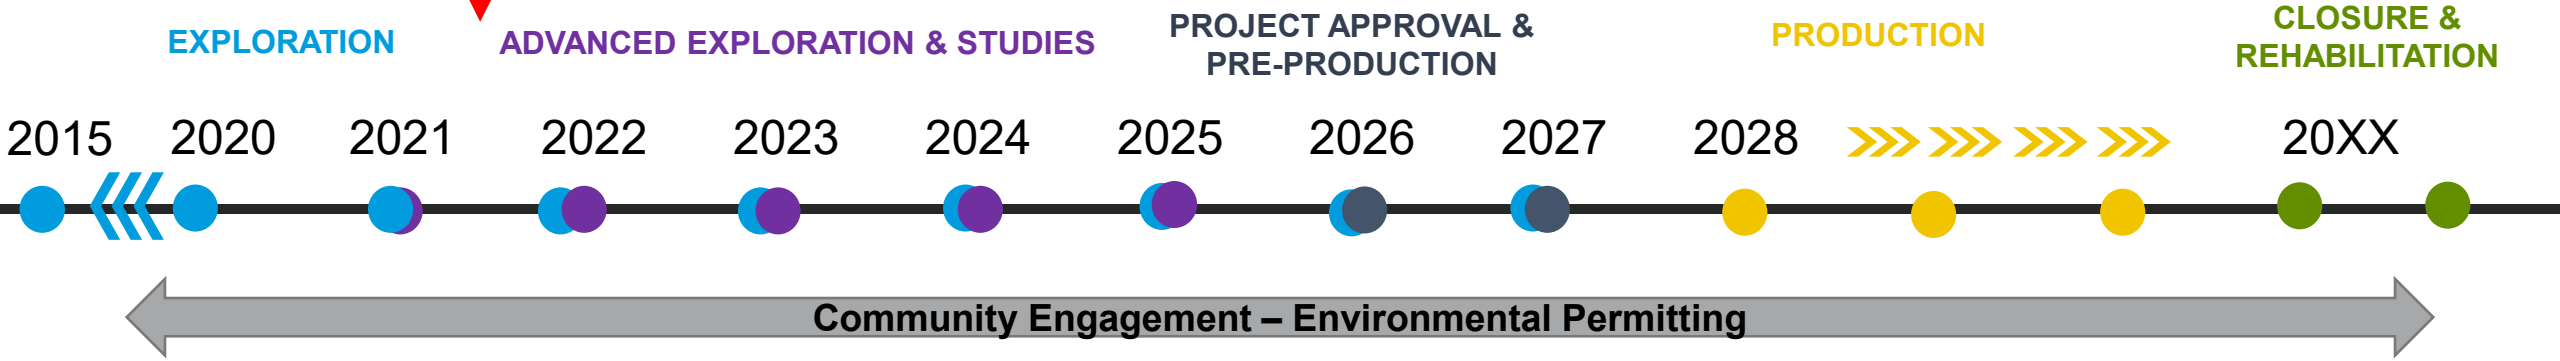 EXPLORATION
ADVANCED EXPLORATION & STUDIES
PROJECT APPROVAL &
PRE-PRODUCTION
PRODUCTION
CLOSURE &
REHABILITATION
2015 2020 2021 2022 2023 2024 2025 2026 2027 2028 20XX
Community Engagement – Environmental Permitting